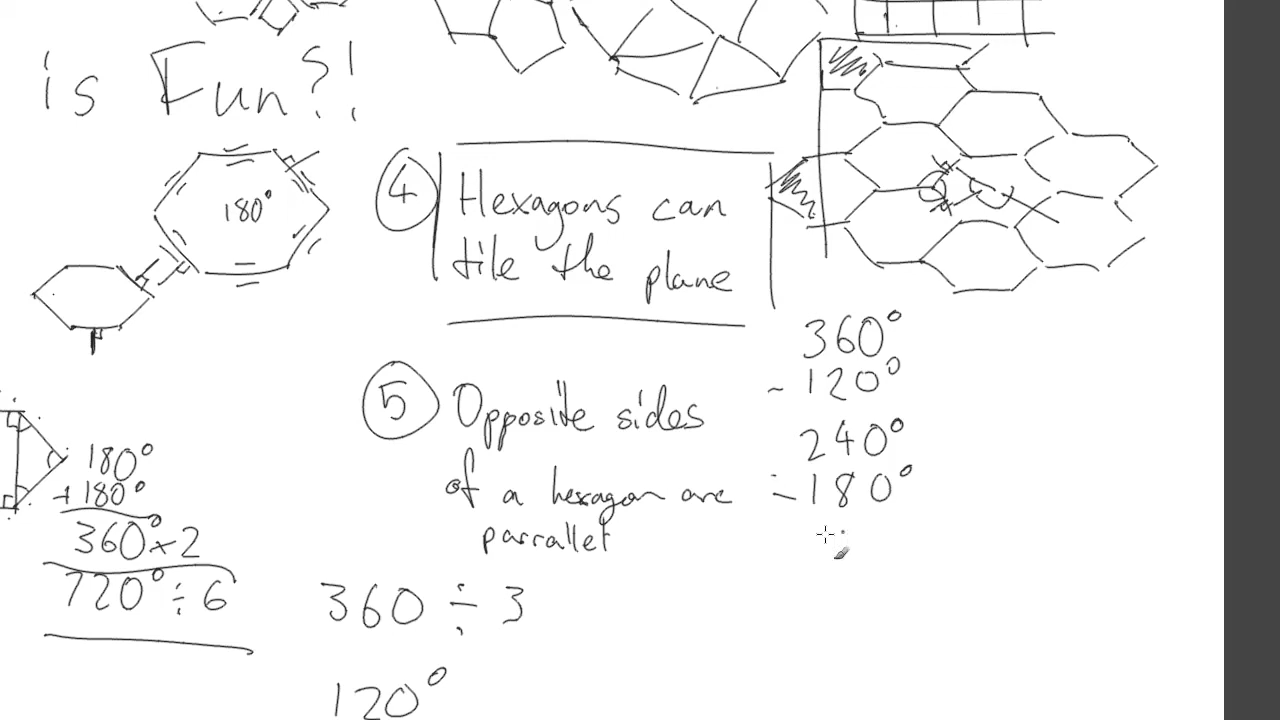 is Fun?!
180°
4
Hexagons can
tile the plane
5
Opposite sides
of a hexagon are
parrallel
360°
- 120°
240°
- 180°
180°
+ 180°
360° × 2
720° ÷ 6
360 ÷ 3
120°